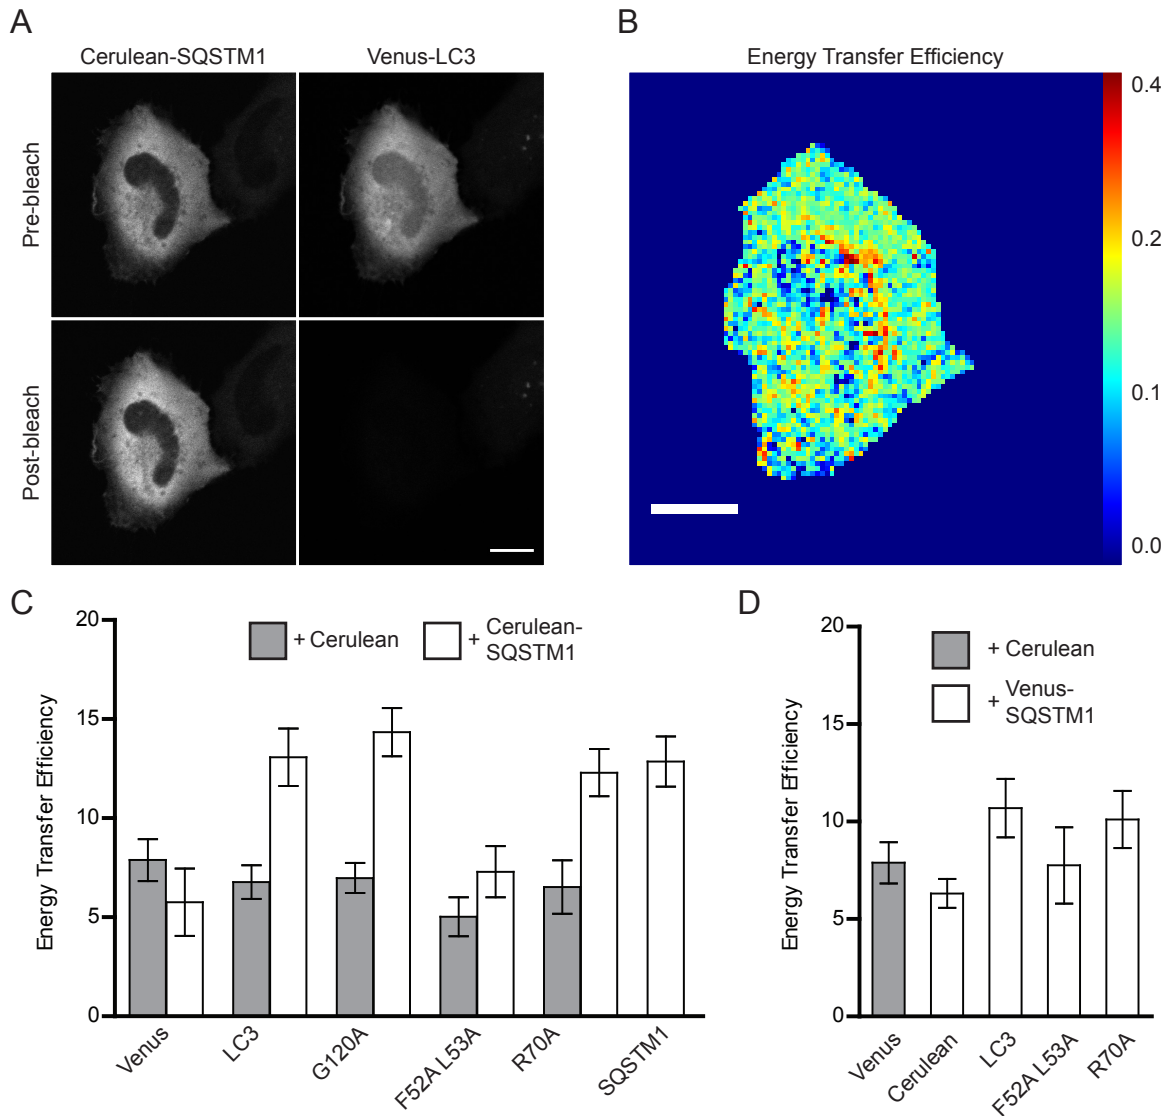 A
Cerulean-SQSTM1
Venus-LC3
Pre-bleach
Post-bleach
B
Energy Transfer Efficiency
0.4
0.2
0.1
0.0
C
+ Cerulean
+ Cerulean-
SQSTM1
Energy Transfer Efficiency
20
15
10
5
0
Venus
LC3
G120A
F52A L53A
R70A
SQSTM1
D
+ Cerulean
+ Venus-
SQSTM1
Energy Transfer Efficiency
20
15
10
5
0
Venus
Cerulean
LC3
F52A L53A
R70A